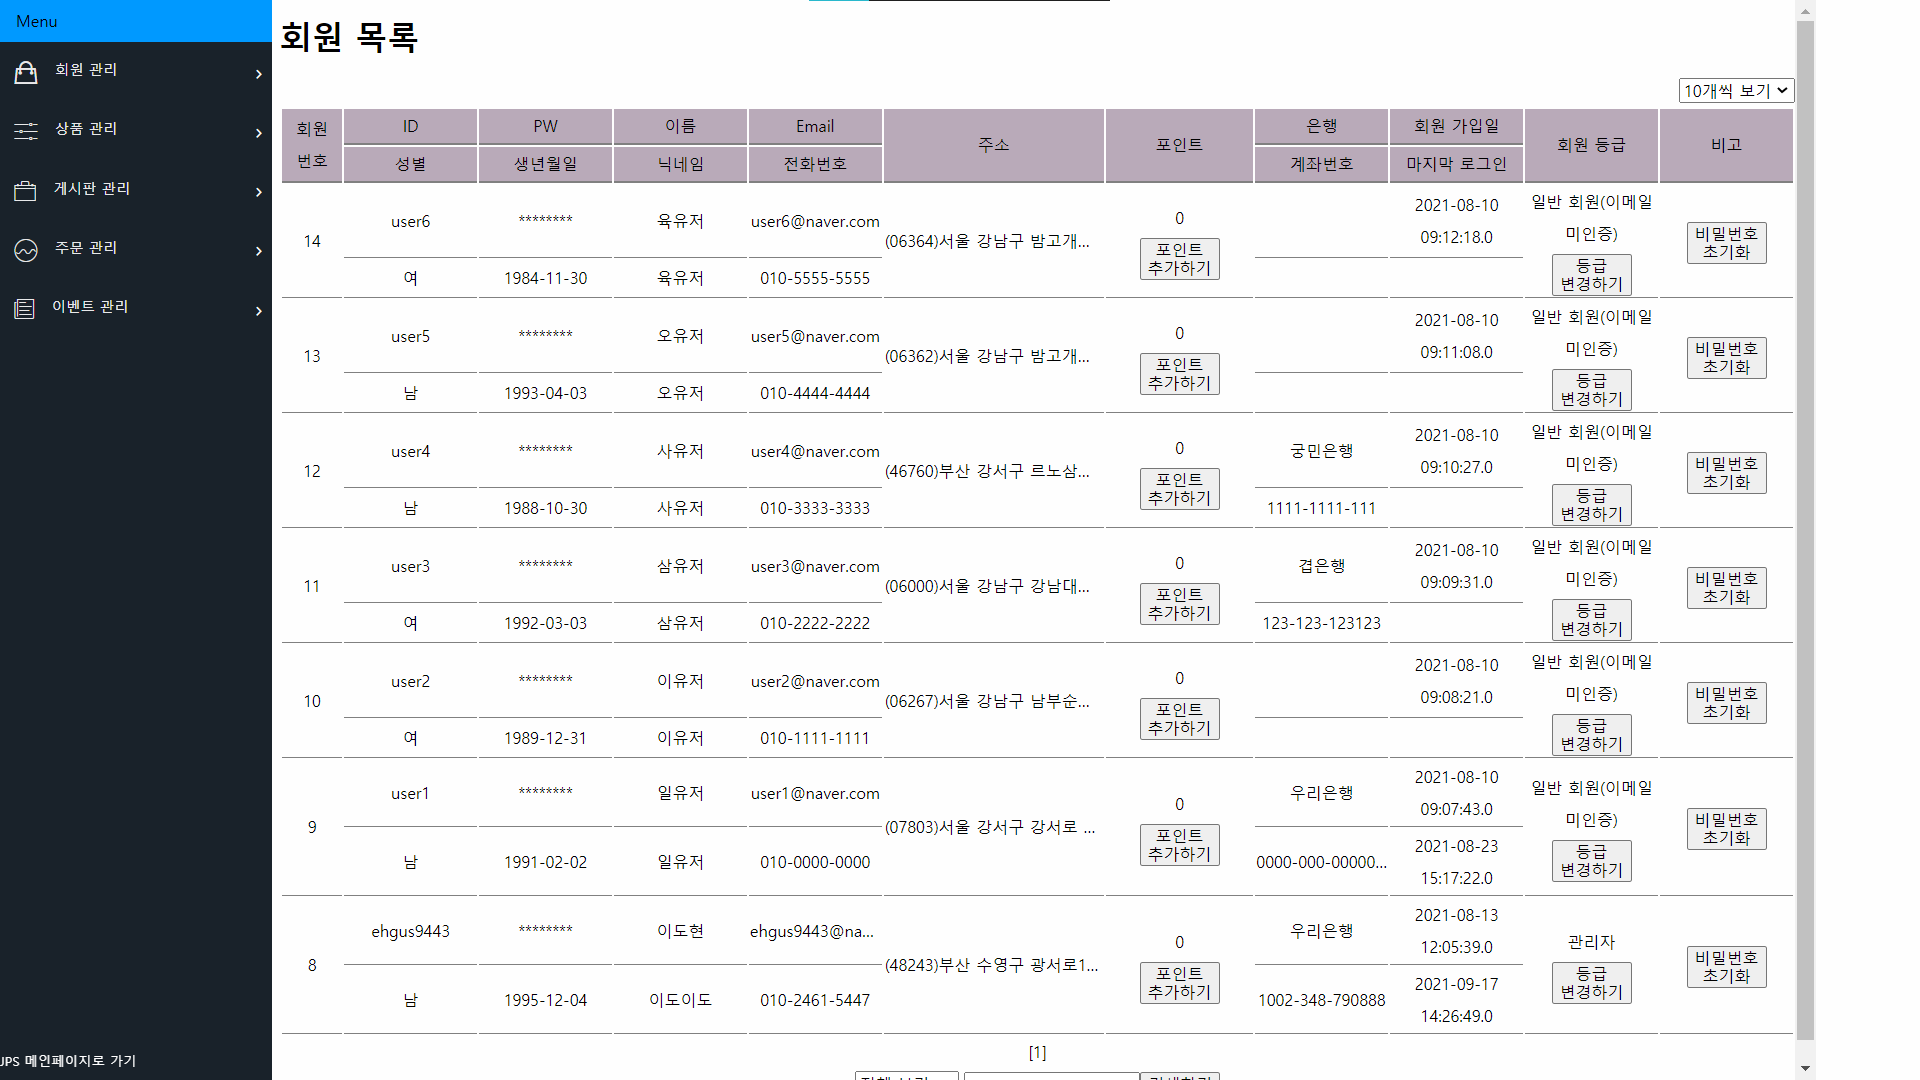 Menu
회원 관리
상품 관리
게시판 관리
주문 관리
이벤트 관리
JPS 메인페이지로 가기
회원 목록
10개씩 보기
회원 번호 ID PW 이름 Email 주소 포인트 은행 회원 가입일 회원 등급 비고
성별 생년월일 닉네임 전화번호 계좌번호 마지막 로그인
14 user6 ******** 육유저 user6@naver.com (06364)서울 강남구 밤고개... 0 포인트 추가하기 2021-08-10 09:12:18.0 일반 회원(이메일 미인증) 등급 변경하기 비밀번호 초기화
여 1984-11-30 육유저 010-5555-5555
13 user5 ******** 오유저 user5@naver.com (06362)서울 강남구 밤고개... 0 포인트 추가하기 2021-08-10 09:11:08.0 일반 회원(이메일 미인증) 등급 변경하기 비밀번호 초기화
남 1993-04-03 오유저 010-4444-4444
12 user4 ******** 사유저 user4@naver.com (46760)부산 강서구 르노삼... 0 포인트 추가하기 궁민은행 2021-08-10 09:10:27.0 일반 회원(이메일 미인증) 등급 변경하기 비밀번호 초기화
남 1988-10-30 사유저 010-3333-3333 1111-1111-111
11 user3 ******** 삼유저 user3@naver.com (06000)서울 강남구 강남대... 0 포인트 추가하기 겹은행 2021-08-10 09:09:31.0 일반 회원(이메일 미인증) 등급 변경하기 비밀번호 초기화
여 1992-03-03 삼유저 010-2222-2222 123-123-123123
10 user2 ******** 이유저 user2@naver.com (06267)서울 강남구 남부순... 0 포인트 추가하기 2021-08-10 09:08:21.0 일반 회원(이메일 미인증) 등급 변경하기 비밀번호 초기화
여 1989-12-31 이유저 010-1111-1111
9 user1 ******** 일유저 user1@naver.com (07803)서울 강서구 강서로 ... 0 포인트 추가하기 우리은행 2021-08-10 09:07:43.0 일반 회원(이메일 미인증) 등급 변경하기 비밀번호 초기화
남 1991-02-02 일유저 010-0000-0000 0000-000-00000... 2021-08-23 15:17:22.0
8 ehgus9443 ******** 이도현 ehgus9443@na... (48243)부산 수영구 광서로1... 0 포인트 추가하기 우리은행 2021-08-13 12:05:39.0 관리자 등급 변경하기 비밀번호 초기화
남 1995-12-04 이도이도 010-2461-5447 1002-348-790888 2021-09-17 14:26:49.0
[1]